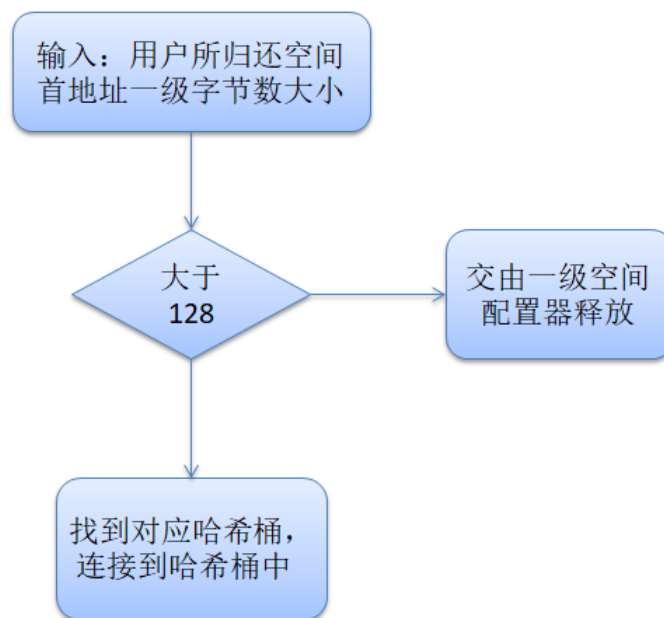 输入：用户所归还空间
首地址一级字节数大小
大于
128
交由一级空间
配置器释放
找到对应哈希桶，
连接到哈希桶中